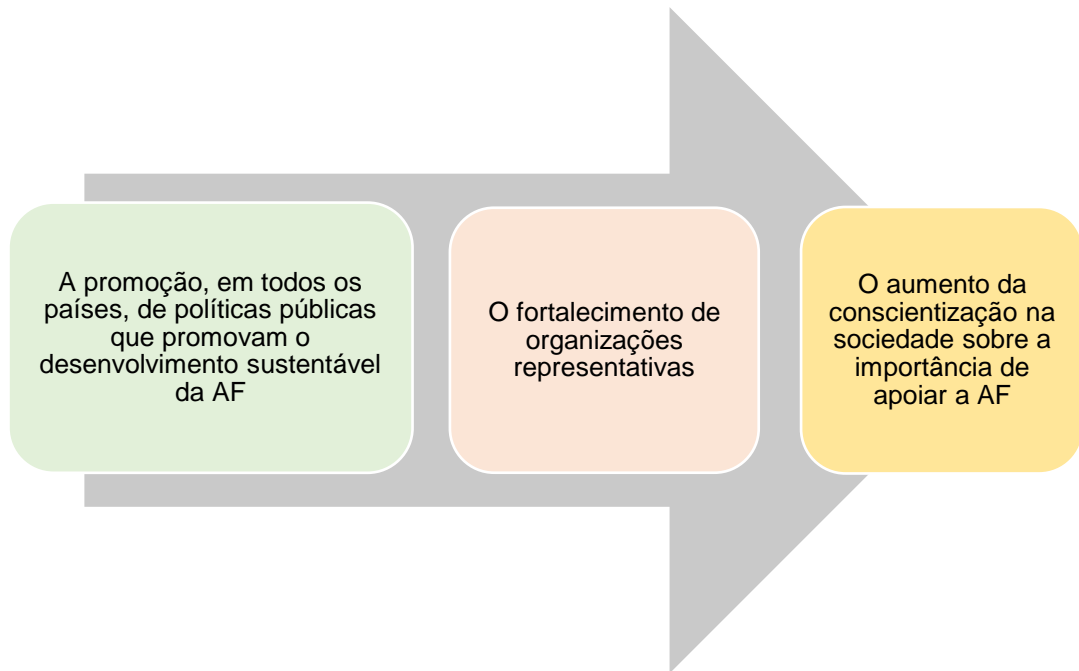 A promoção, em todos os
países, de políticas públicas
que promovam o
desenvolvimento sustentável
da AF
O fortalecimento de
organizações
representativas
O aumento da
conscientização na
sociedade sobre a
importância de
apoiar a AF